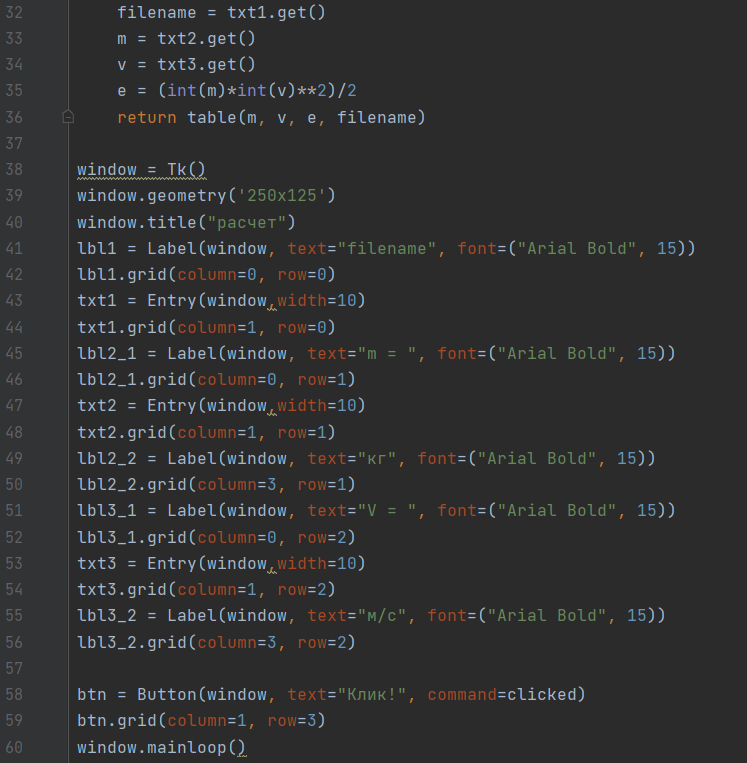 32 filename = txt1.get()
33 m = txt2.get()
34 v = txt3.get()
35 e = (int(m)*int(v)**2)/2
36 return table(m, v, e, filename)
37
38 window = Tk()
39 window.geometry('250x125')
40 window.title("расчет")
41 lbl1 = Label(window, text="filename", font=("Arial Bold", 15))
42 lbl1.grid(column=0, row=0)
43 txt1 = Entry(window,width=10)
44 txt1.grid(column=1, row=0)
45 lbl2_1 = Label(window, text="m = ", font=("Arial Bold", 15))
46 lbl2_1.grid(column=0, row=1)
47 txt2 = Entry(window,width=10)
48 txt2.grid(column=1, row=1)
49 lbl2_2 = Label(window, text="кг", font=("Arial Bold", 15))
50 lbl2_2.grid(column=3, row=1)
51 lbl3_1 = Label(window, text="V = ", font=("Arial Bold", 15))
52 lbl3_1.grid(column=0, row=2)
53 txt3 = Entry(window,width=10)
54 txt3.grid(column=1, row=2)
55 lbl3_2 = Label(window, text="м/с", font=("Arial Bold", 15))
56 lbl3_2.grid(column=3, row=2)
57
58 btn = Button(window, text="Клик!", command=clicked)
59 btn.grid(column=1, row=3)
60 window.mainloop()